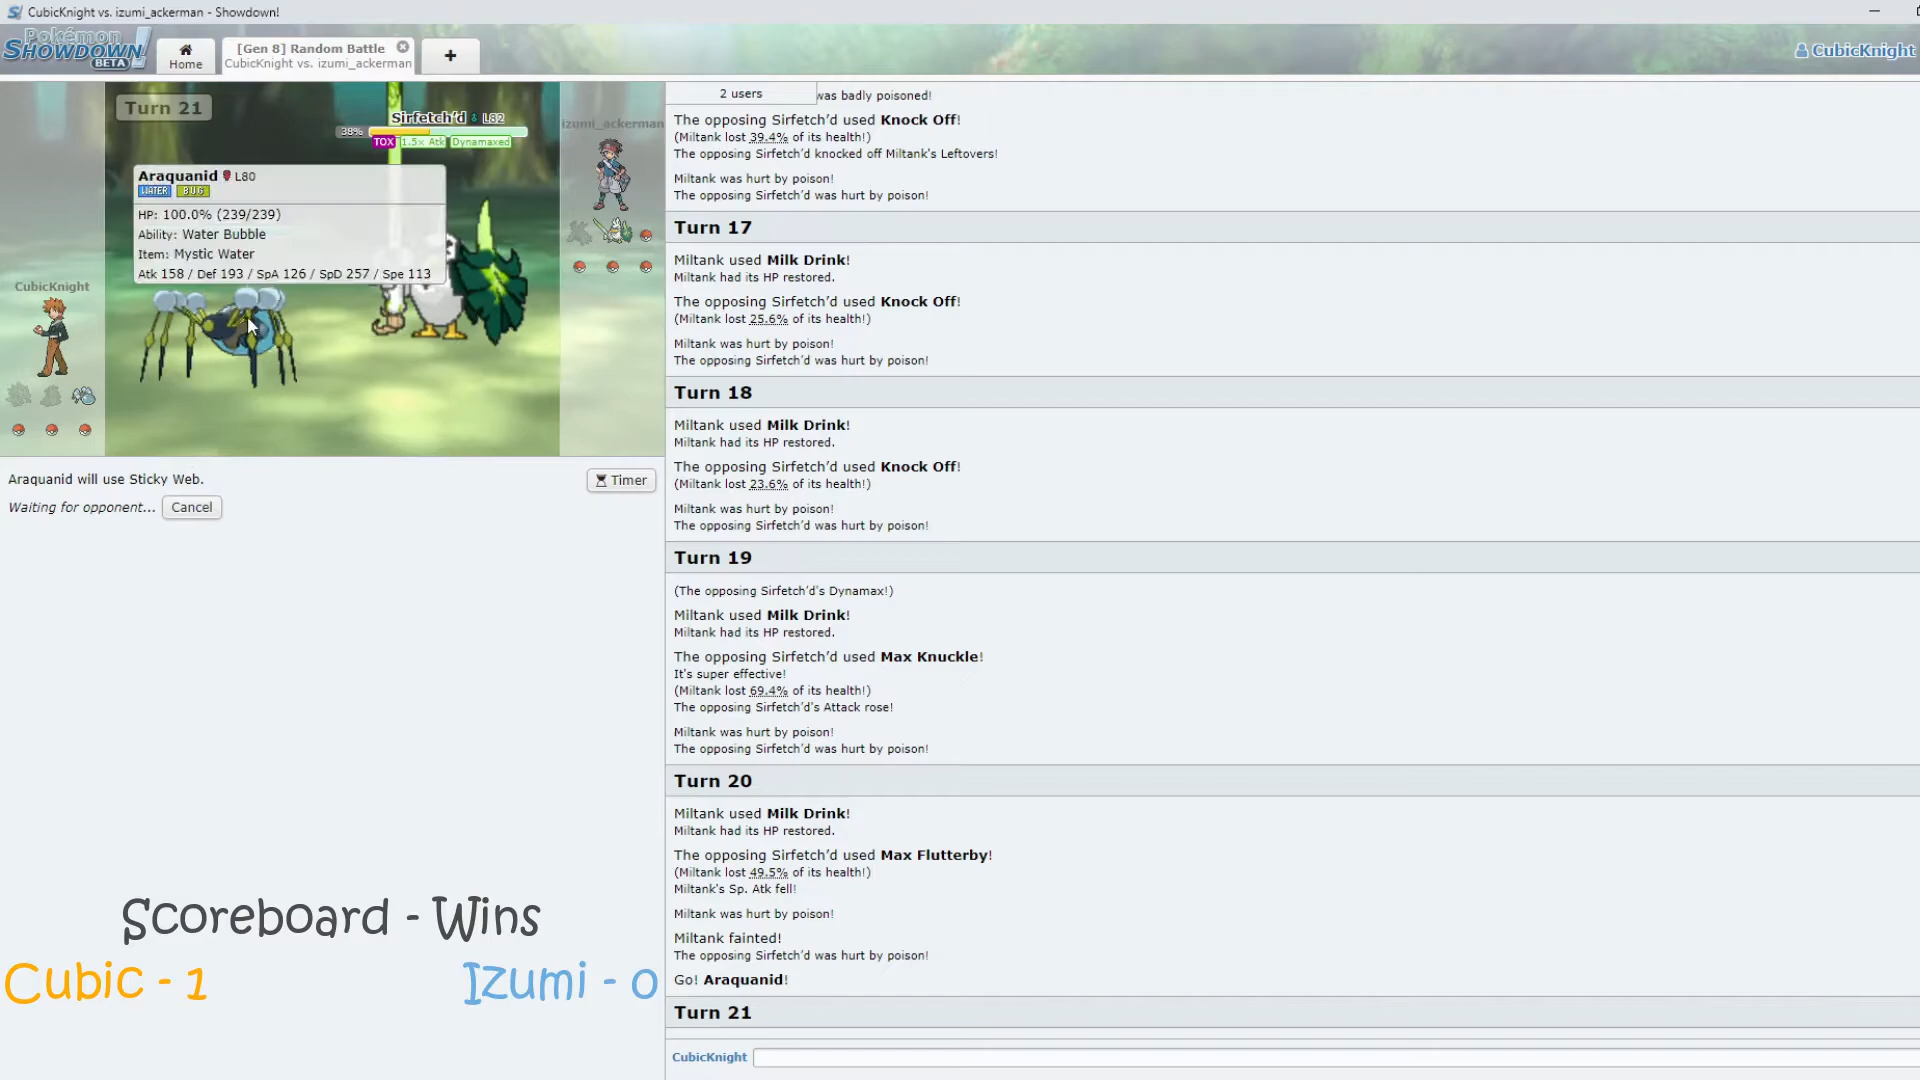 CubicKnight vs. izumi_ackerman - Showdown!
Pokémon
SHOWDOWN!
BETA
Home
[Gen 8] Random Battle
CubicKnight vs. izumi_ackerman
+
CubicKnight
Turn 21
Sirfetch'd L82
38%
TOX 1.5× Atk Dynamaxed
izumi_ackerman
Araquanid L80
WATER BUG
HP: 100.0% (239/239)
Ability: Water Bubble
Item: Mystic Water
Atk 158 / Def 193 / SpA 126 / SpD 257 / Spe 113
CubicKnight
Araquanid will use Sticky Web.
Timer
Waiting for opponent... Cancel
Scoreboard - Wins
Cubic - 1
Izumi - 0
2 users
was badly poisoned!
The opposing Sirfetch'd used Knock Off!
(Miltank lost 39.4% of its health!)
The opposing Sirfetch'd knocked off Miltank's Leftovers!
Miltank was hurt by poison!
The opposing Sirfetch'd was hurt by poison!
Turn 17
Miltank used Milk Drink!
Miltank had its HP restored.
The opposing Sirfetch'd used Knock Off!
(Miltank lost 25.6% of its health!)
Miltank was hurt by poison!
The opposing Sirfetch'd was hurt by poison!
Turn 18
Miltank used Milk Drink!
Miltank had its HP restored.
The opposing Sirfetch'd used Knock Off!
(Miltank lost 23.6% of its health!)
Miltank was hurt by poison!
The opposing Sirfetch'd was hurt by poison!
Turn 19
(The opposing Sirfetch'd's Dynamax!)
Miltank used Milk Drink!
Miltank had its HP restored.
The opposing Sirfetch'd used Max Knuckle!
It's super effective!
(Miltank lost 69.4% of its health!)
The opposing Sirfetch'd's Attack rose!
Miltank was hurt by poison!
The opposing Sirfetch'd was hurt by poison!
Turn 20
Miltank used Milk Drink!
Miltank had its HP restored.
The opposing Sirfetch'd used Max Flutterby!
(Miltank lost 49.5% of its health!)
Miltank's Sp. Atk fell!
Miltank was hurt by poison!
Miltank fainted!
The opposing Sirfetch'd was hurt by poison!
Go! Araquanid!
Turn 21
CubicKnight